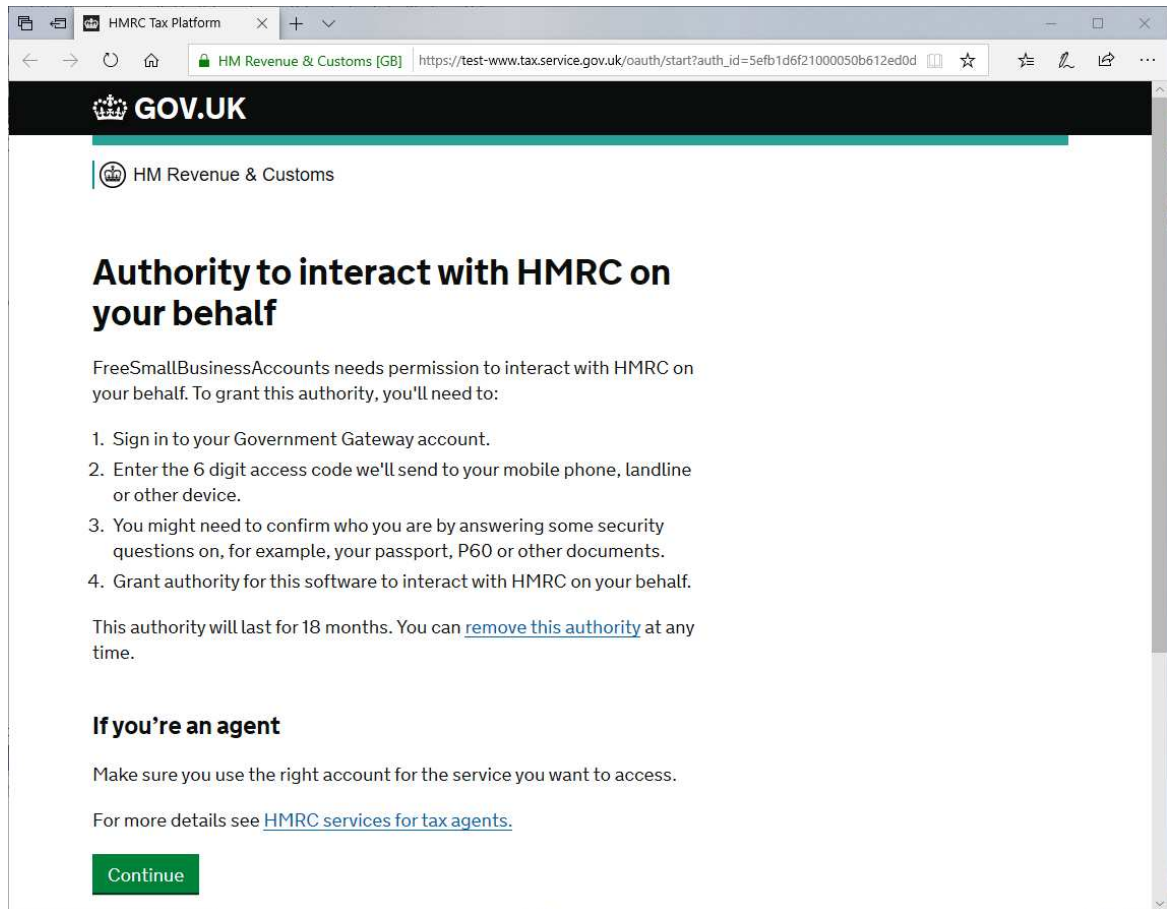 HMRC Tax Platform
HM Revenue & Customs [GB] https://test-www.tax.service.gov.uk/oauth/start?auth_id=5efb1d6f21000050b612ed0d
GOV.UK
HM Revenue & Customs
Authority to interact with HMRC on
your behalf
FreeSmallBusinessAccounts needs permission to interact with HMRC on
your behalf. To grant this authority, you'll need to:
1. Sign in to your Government Gateway account.
2. Enter the 6 digit access code we'll send to your mobile phone, landline
or other device.
3. You might need to confirm who you are by answering some security
questions on, for example, your passport, P60 or other documents.
4. Grant authority for this software to interact with HMRC on your behalf.
This authority will last for 18 months. You can remove this authority at any
time.
If you’re an agent
Make sure you use the right account for the service you want to access.
For more details see HMRC services for tax agents.
Continue